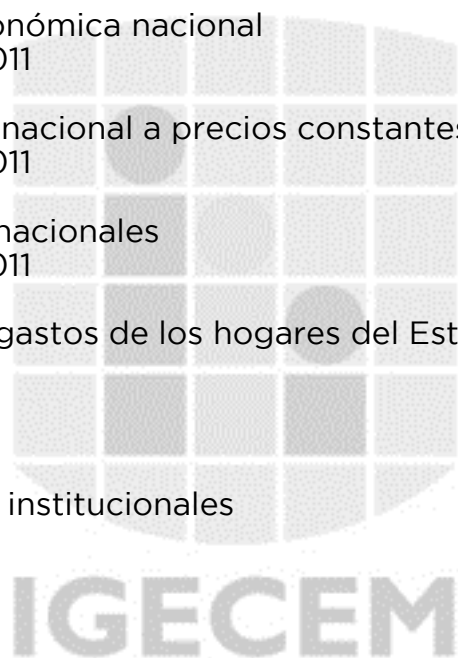 onómica nacional
011
nacional a precios constantes
011
nacionales
011
gastos de los hogares del Est
institucionales
IGECEM